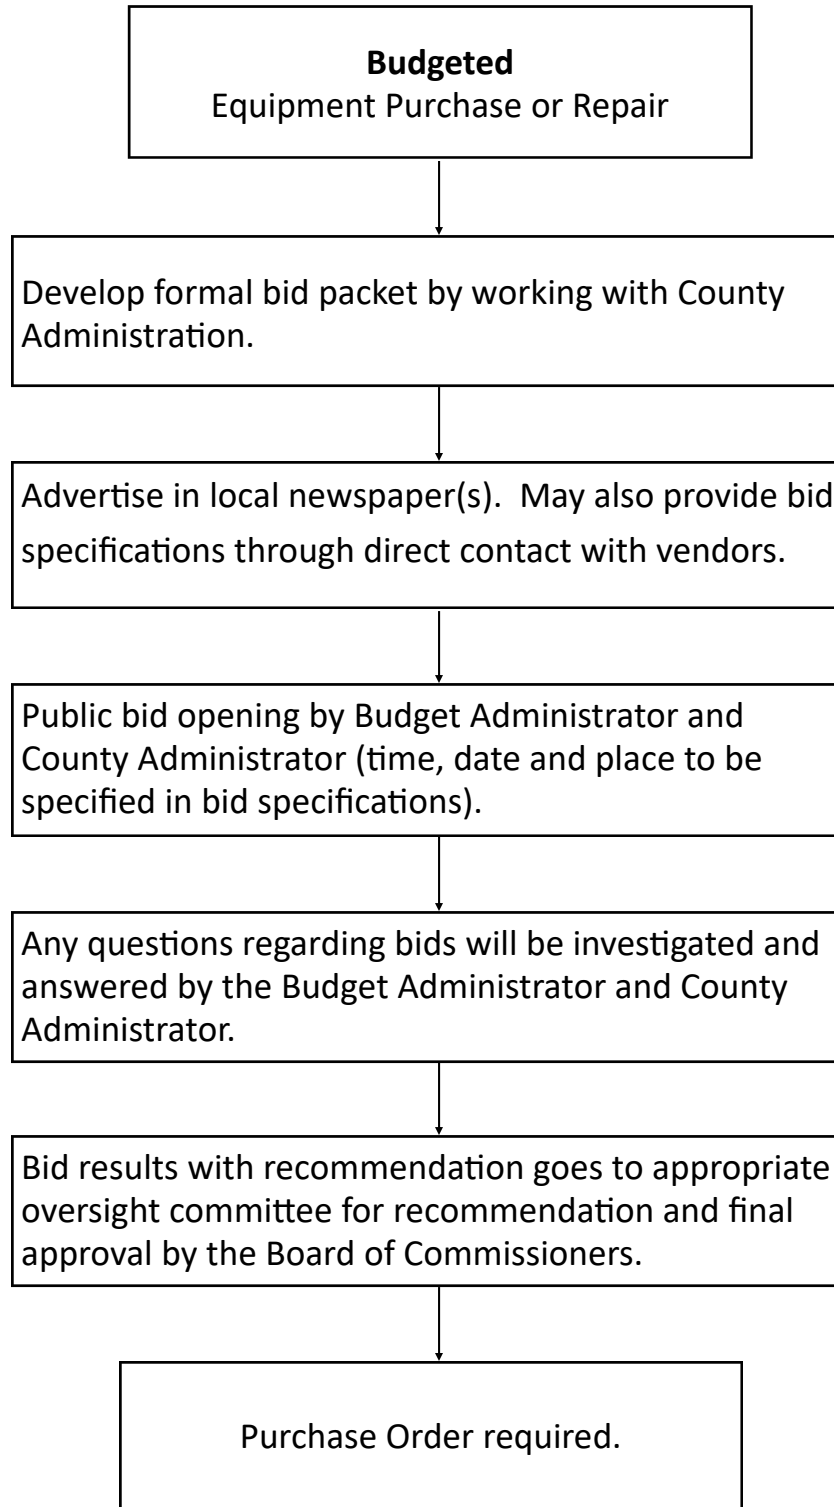 Budgeted
Equipment Purchase or Repair
Develop formal bid packet by working with County
Administration.
Advertise in local newspaper(s).  May also provide bid
specifications through direct contact with vendors.
Public bid opening by Budget Administrator and
County Administrator (time, date and place to be
specified in bid specifications).
Any questions regarding bids will be investigated and
answered by the Budget Administrator and County
Administrator.
Bid results with recommendation goes to appropriate
oversight committee for recommendation and final
approval by the Board of Commissioners.
Purchase Order required.